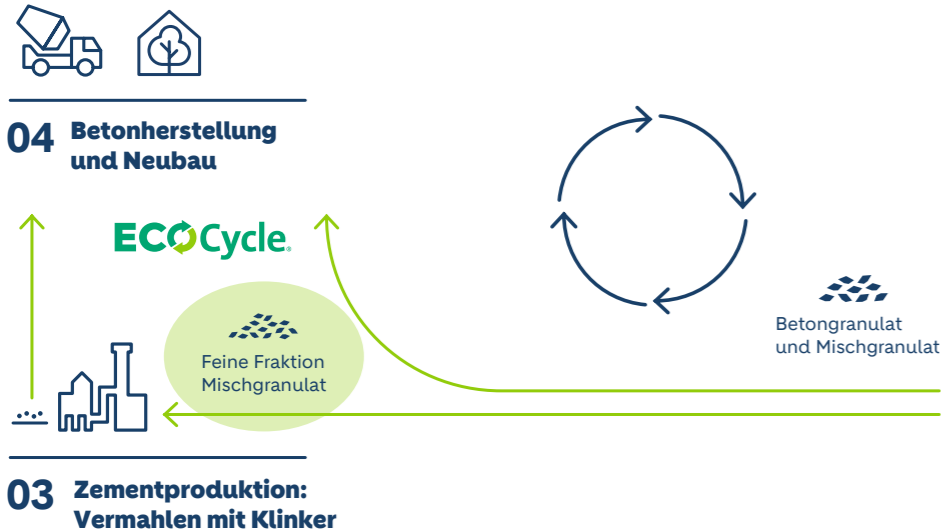 04 Betonherstellung
und Neubau
ECOCycle®
Betongranulat
und Mischgranulat
Feine Fraktion
Mischgranulat
03 Zementproduktion:
Vermahlen mit Klinker